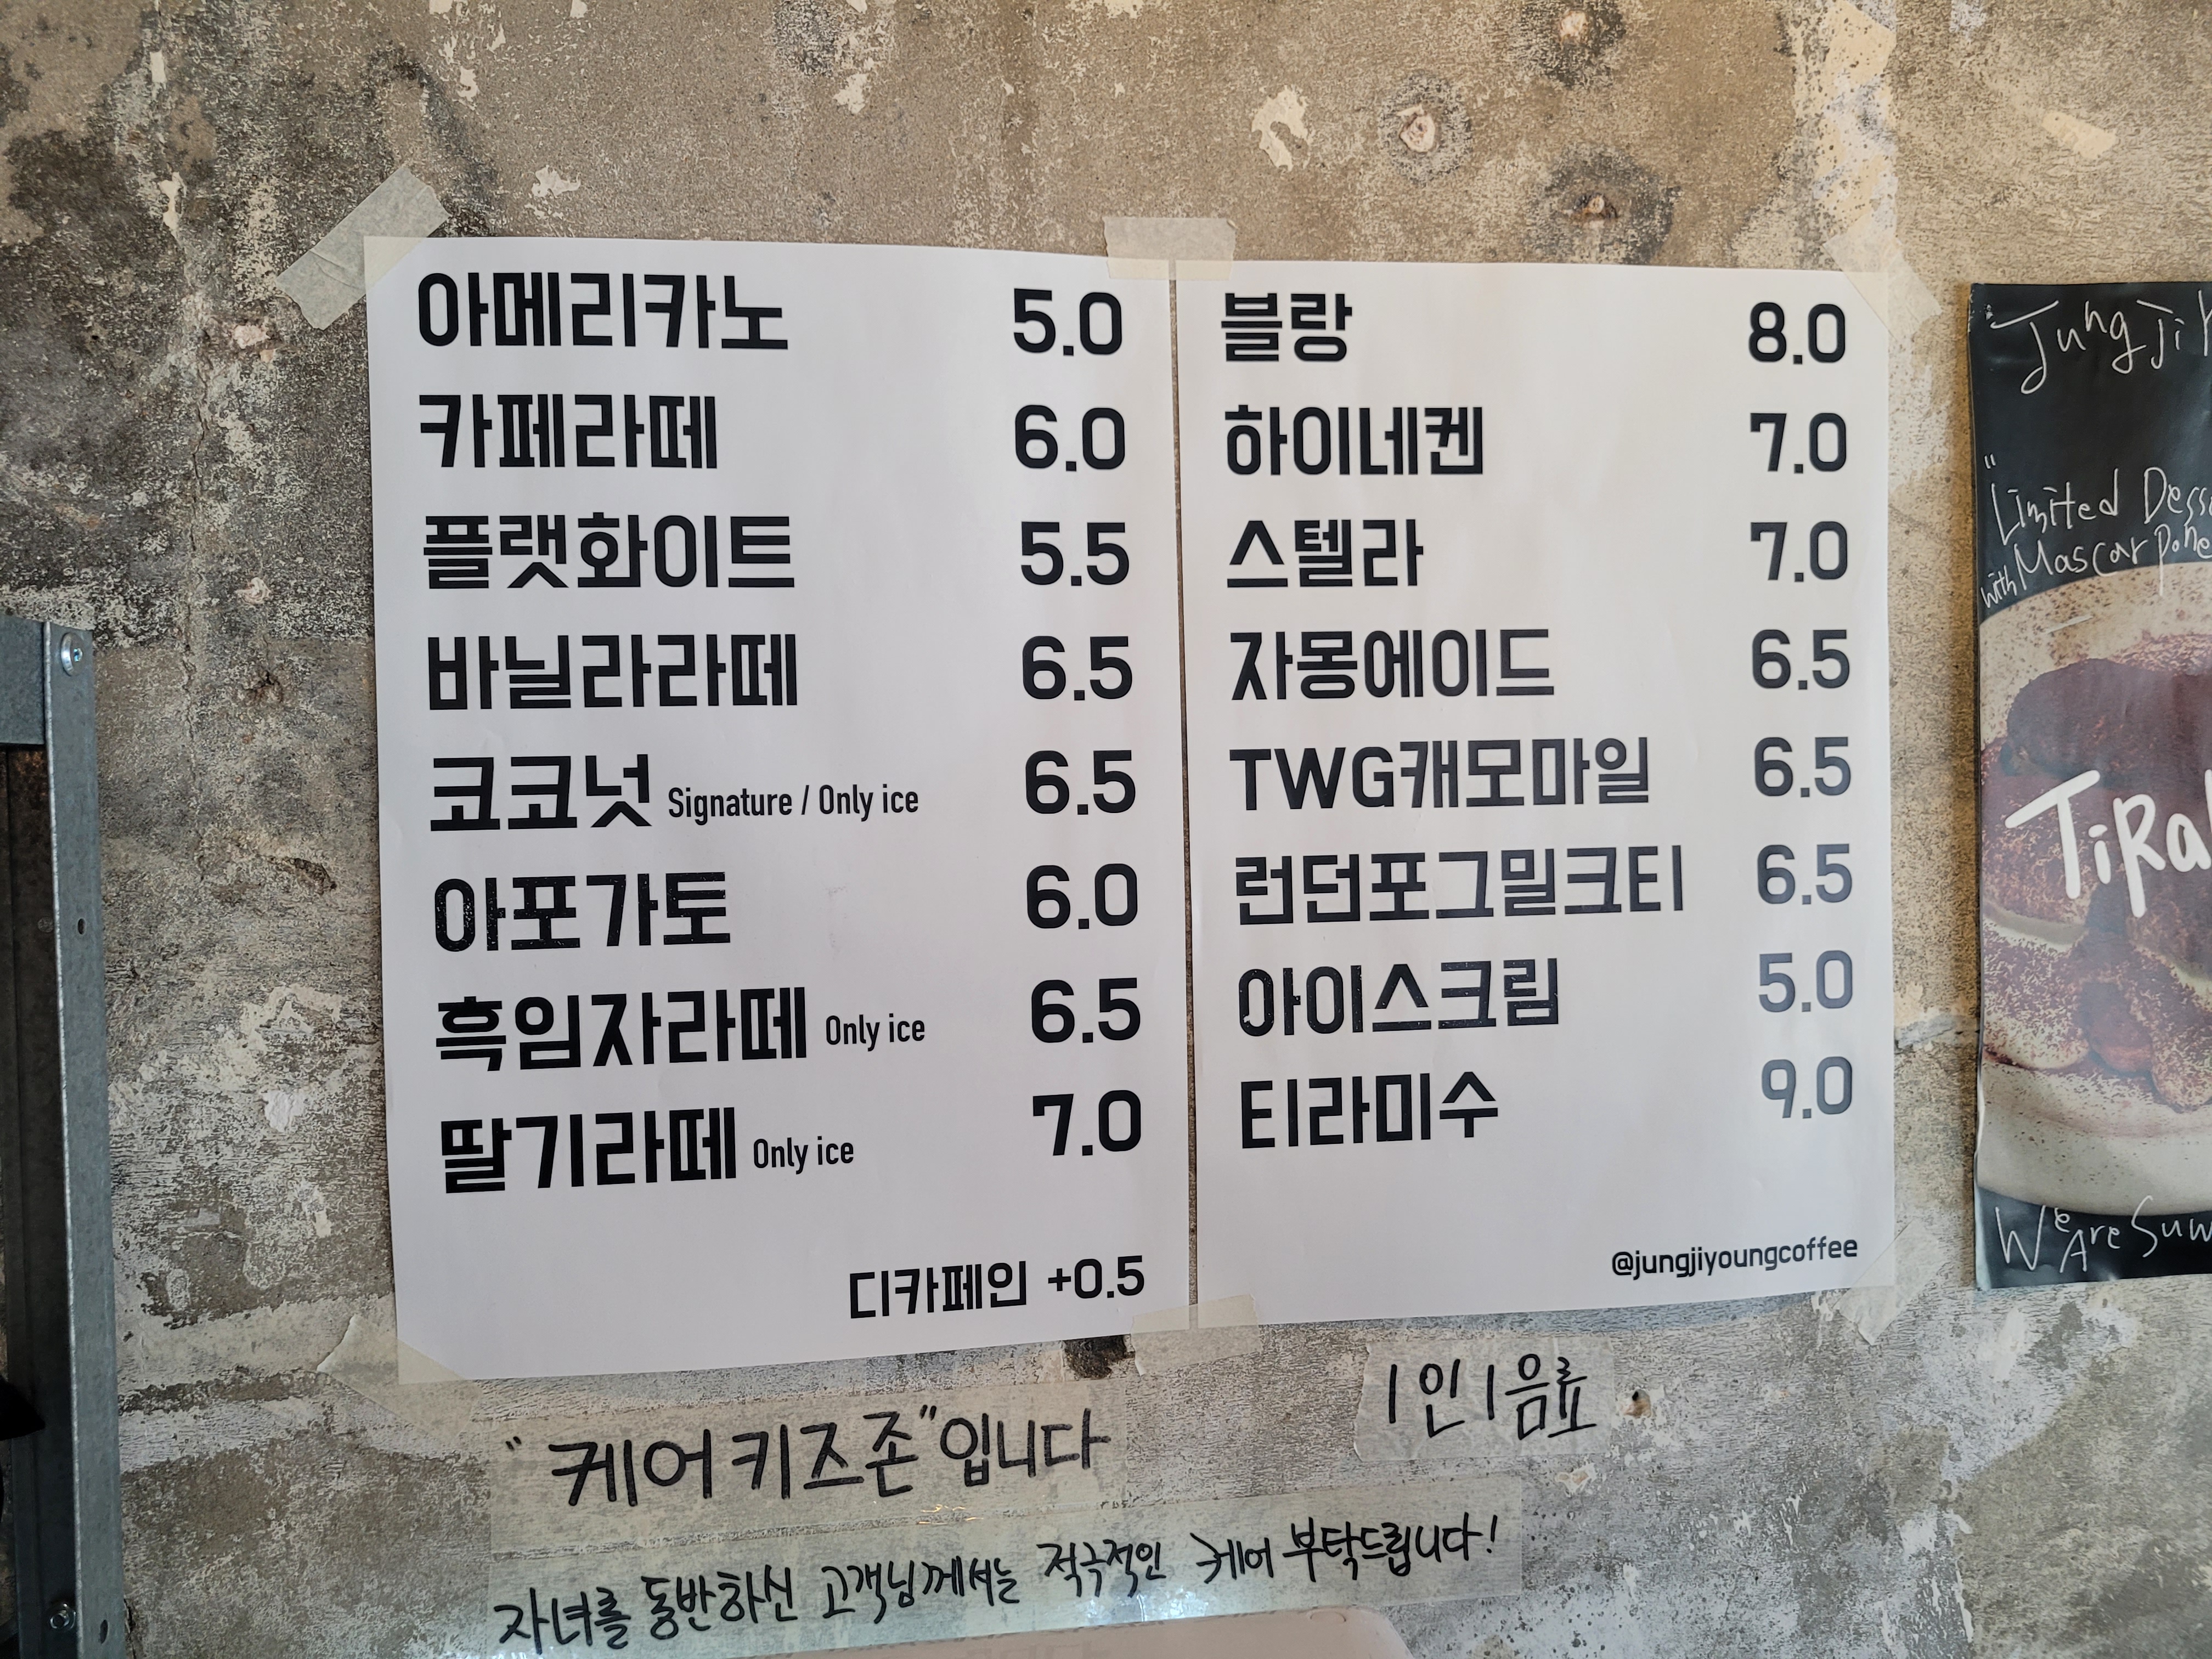 아메리카노 5.0
카페라떼 6.0
플랫화이트 5.5
바닐라라떼 6.5
코코넛 Signature / Only ice 6.5
아포가토 6.0
흑임자라떼 Only ice 6.5
딸기라떼 Only ice 7.0
디카페인 +0.5
블랑 8.0
하이네켄 7.0
스텔라 7.0
자몽에이드 6.5
TWG캐모마일 6.5
런던포그밀크티 6.5
아이스크림 5.0
티라미수 9.0
@jungjiyoungcoffee
1인 1음료
"케어키즈존"입니다
자녀를 동반하신 고객님께서는 적극적인 케어 부탁드립니다!
Jung Ji
"Limited
with Mascarpone
We Are